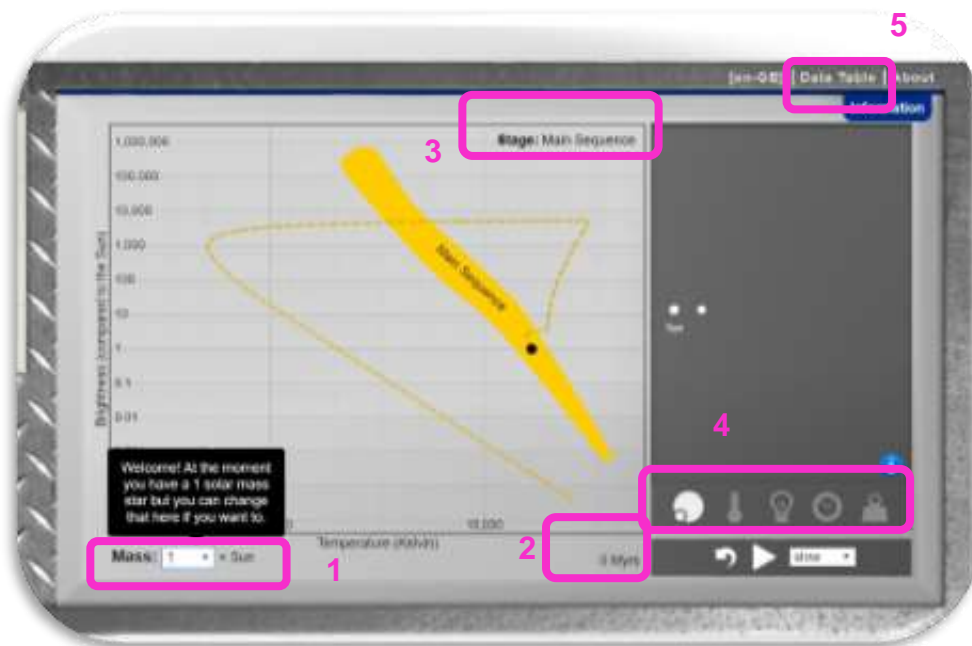 5
[en-GB] | Data Table | About
Information
Stage: Main Sequence
3
1,000,000
100,000
10,000
1,000
100
10
1
0.1
0.01
Brightness (compared to the Sun)
Main Sequence
Sun
4
Welcome! At the moment
you have a 1 solar mass
star but you can change
that here if you want to.
10,000
Temperature (Kelvin)
Mass: 1 × Sun
1
2
0 Myrs